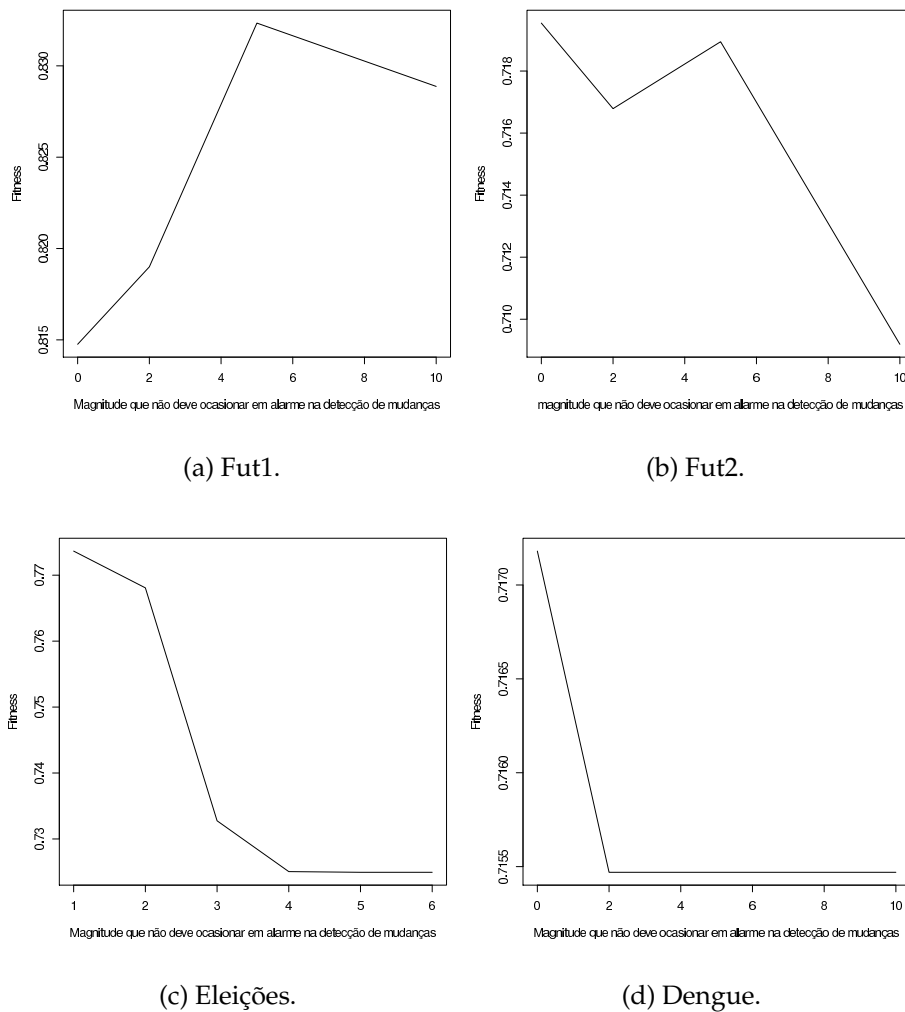 0.830
0.825
0.820
0.815
Fitness
0 2 4 6 8 10
Magnitude que não deve ocasionar em allarme na detecção de mudanças
(a) Fut1.
0.718
0.716
0.714
0.712
0.710
Fitness
0 2 4 6 8 10
magnitude que não deve ocasionar em allarme na detecção de mudanças
(b) Fut2.
0.77
0.76
0.75
0.74
0.73
Fitness
1 2 3 4 5 6
Magnitude que não deve ocasionar em allarme na detecção de mudanças
(c) Eleições.
0.7170
0.7165
0.7160
0.7155
Fitness
0 2 4 6 8 10
Magnitude que não deve ocasionar em allarme na detecção de mudanças
(d) Dengue.